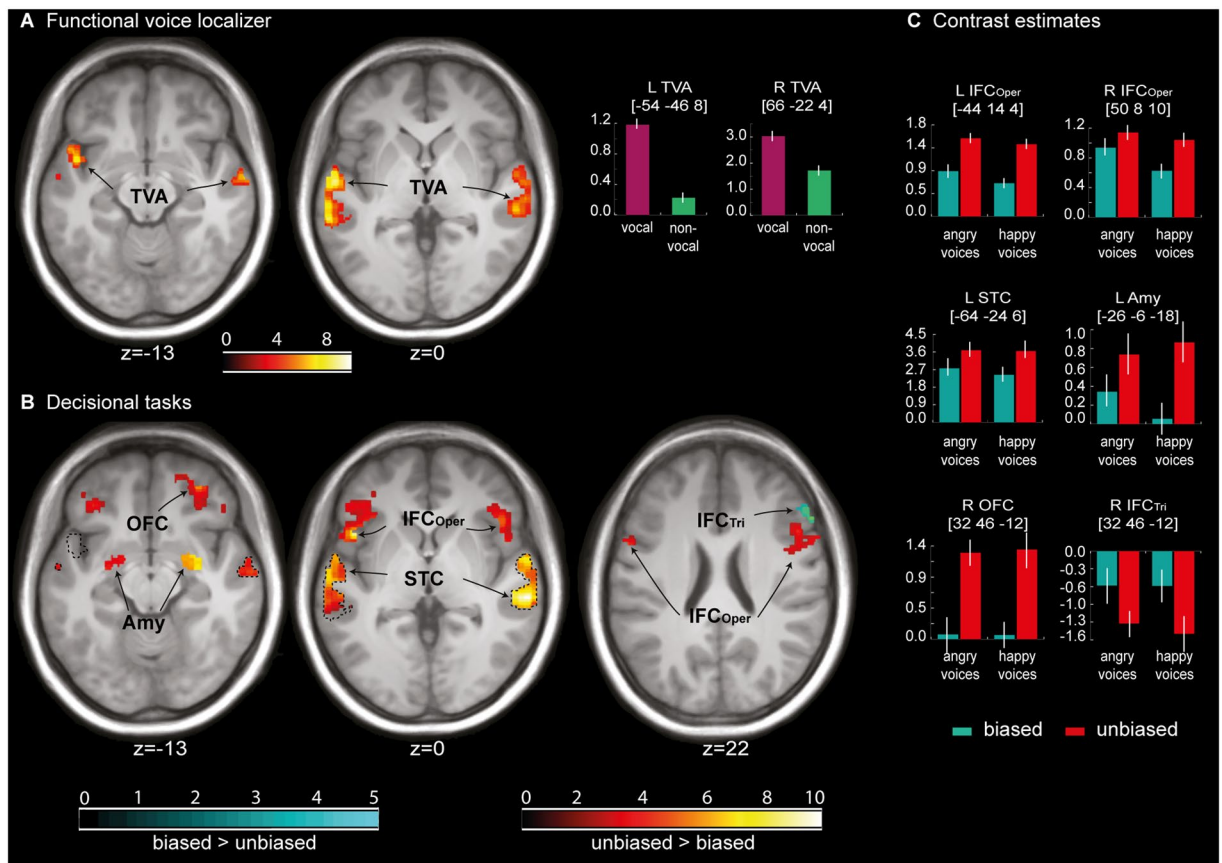 A Functional voice localizer
TVA
z=-13
TVA
z=0
0 4 8
L TVA
[-54 -46 8]
1.2
0.8
0.4
0.0
vocal
non-
vocal
R TVA
[66 -22 4]
3.0
2.0
1.0
0.0
vocal
non-
vocal
B Decisional tasks
OFC
Amy
z=-13
IFCOper
STC
z=0
IFCTri
IFCOper
z=22
0 1 2 3 4 5
biased > unbiased
0 2 4 6 8 10
unbiased > biased
C Contrast estimates
L IFCOper
[-44 14 4]
1.8
1.4
0.9
0.5
0.0
angry
voices
happy
voices
R IFCOper
[50 8 10]
1.2
0.8
0.4
0.0
angry
voices
happy
voices
L STC
[-64 -24 6]
4.5
3.6
2.7
1.8
0.9
0.0
angry
voices
happy
voices
L Amy
[-26 -6 -18]
1.0
0.8
0.6
0.4
0.2
0.0
angry
voices
happy
voices
R OFC
[32 46 -12]
1.4
0.9
0.5
0.0
angry
voices
happy
voices
R IFCTri
[32 46 -12]
0.0
-0.3
-0.6
-1.0
-1.3
-1.6
angry
voices
happy
voices
biased
unbiased